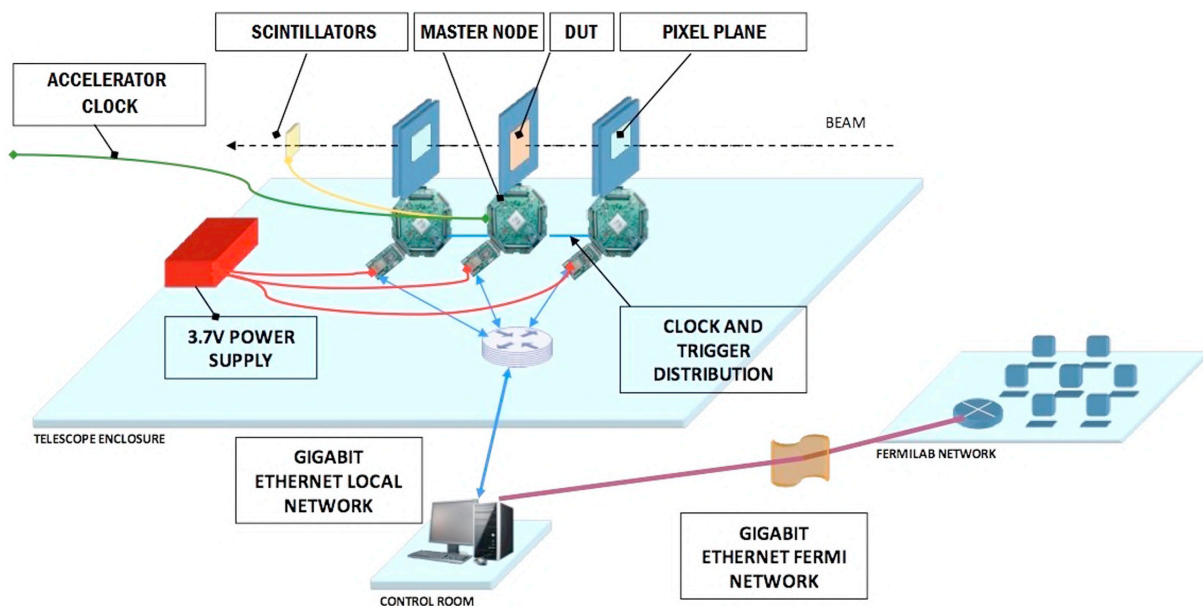 SCINTILLATORS
MASTER NODE
DUT
PIXEL PLANE
ACCELERATOR
CLOCK
BEAM
3.7V POWER
SUPPLY
CLOCK AND
TRIGGER
DISTRIBUTION
TELESCOPE ENCLOSURE
GIGABIT
ETHERNET LOCAL
NETWORK
FERMILAB NETWORK
GIGABIT
ETHERNET FERMI
NETWORK
CONTROL ROOM